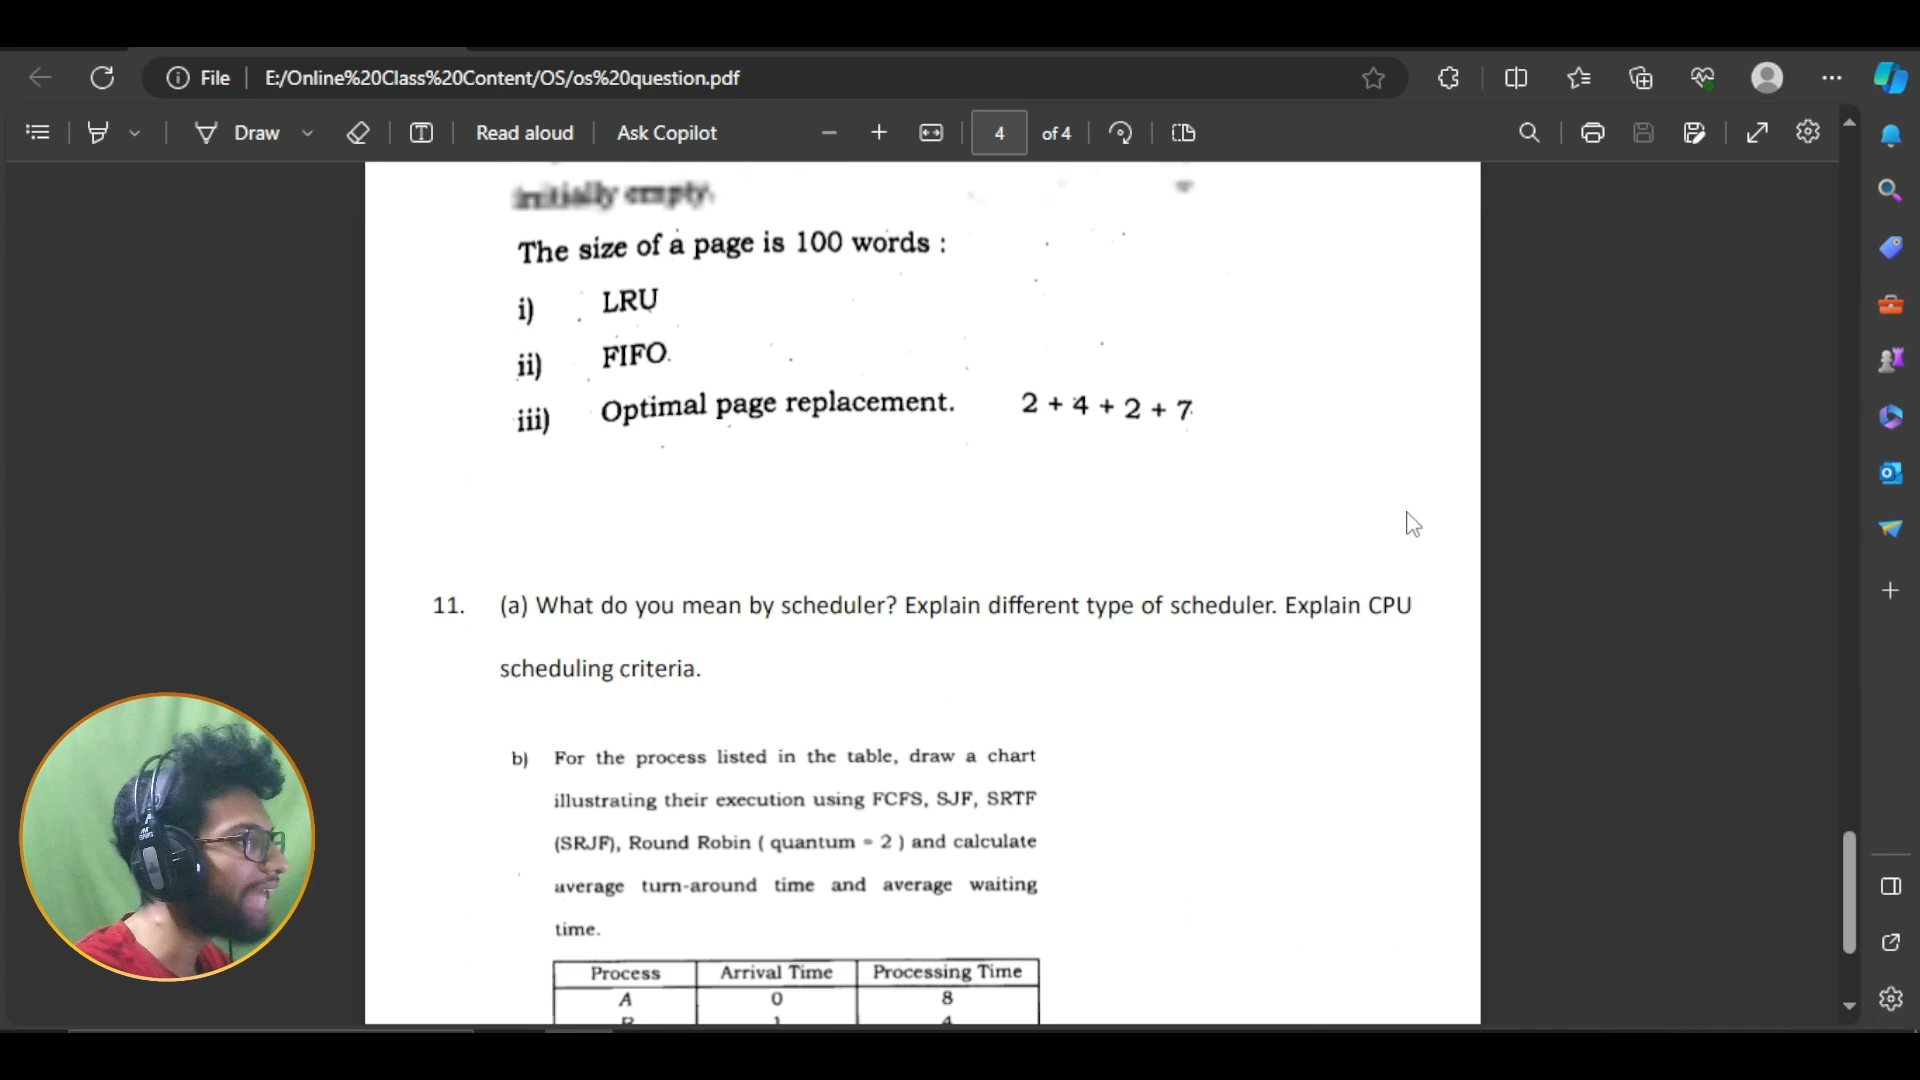 File E:/Online%20Class%20Content/OS/os%20question.pdf
Draw Read aloud Ask Copilot 4 of 4
initially empty.
The size of a page is 100 words :
i) LRU
ii) FIFO.
iii) Optimal page replacement. 2 + 4 + 2 + 7
11. (a) What do you mean by scheduler? Explain different type of scheduler. Explain CPU
scheduling criteria.
b) For the process listed in the table, draw a chart
illustrating their execution using FCFS, SJF, SRTF
(SRJF), Round Robin ( quantum = 2 ) and calculate
average turn-around time and average waiting
time.
Process Arrival Time Processing Time
A 0 8